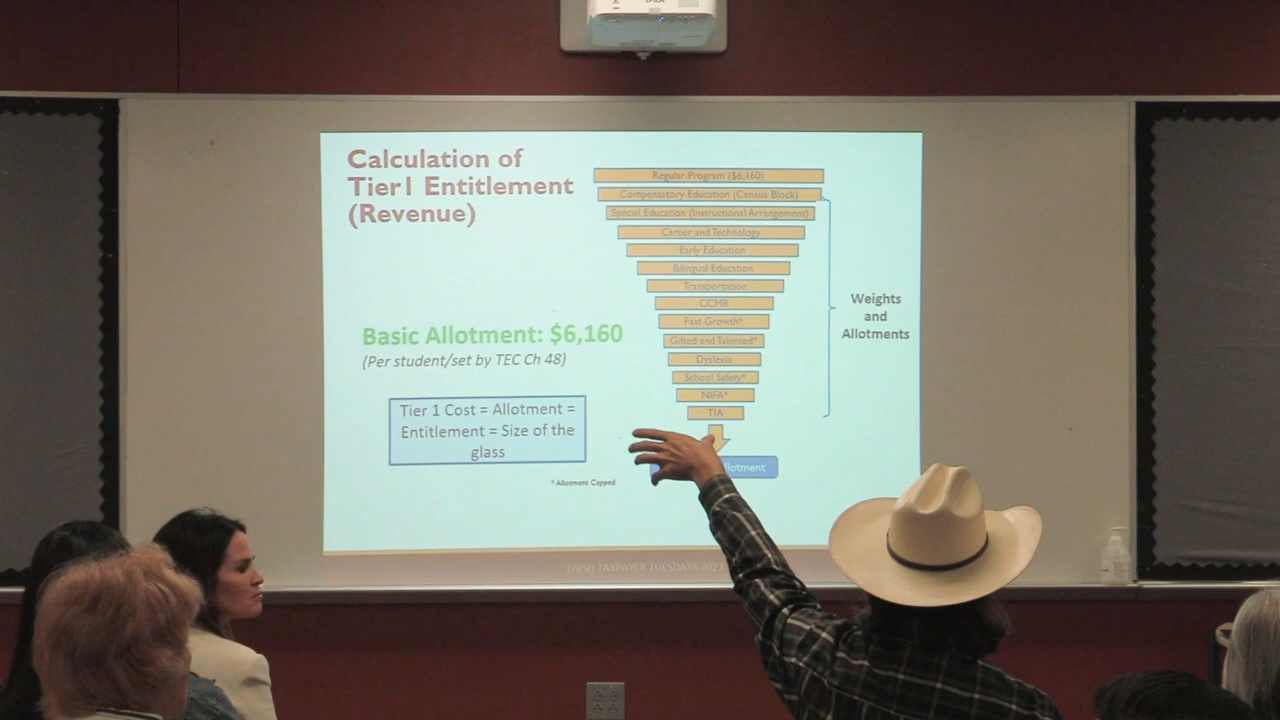 EPSON
Calculation of
Tier1 Entitlement
(Revenue)
Regular Program ($6,160)
Compensatory Education (Census Block)
Special Education (Instructional Arrangement)
Career and Technology
Early Education
Bilingual Education
Transportation
CCMR
Fast Growth*
Gifted and Talented*
Dyslexia
School Safety*
NIFA*
TIA
Weights
and
Allotments
Basic Allotment: $6,160
(Per student/set by TEC Ch 48)
Tier 1 Cost = Allotment =
Entitlement = Size of the
glass
* Allotment Capped
DSISD TAXPAYER TUESDAYS